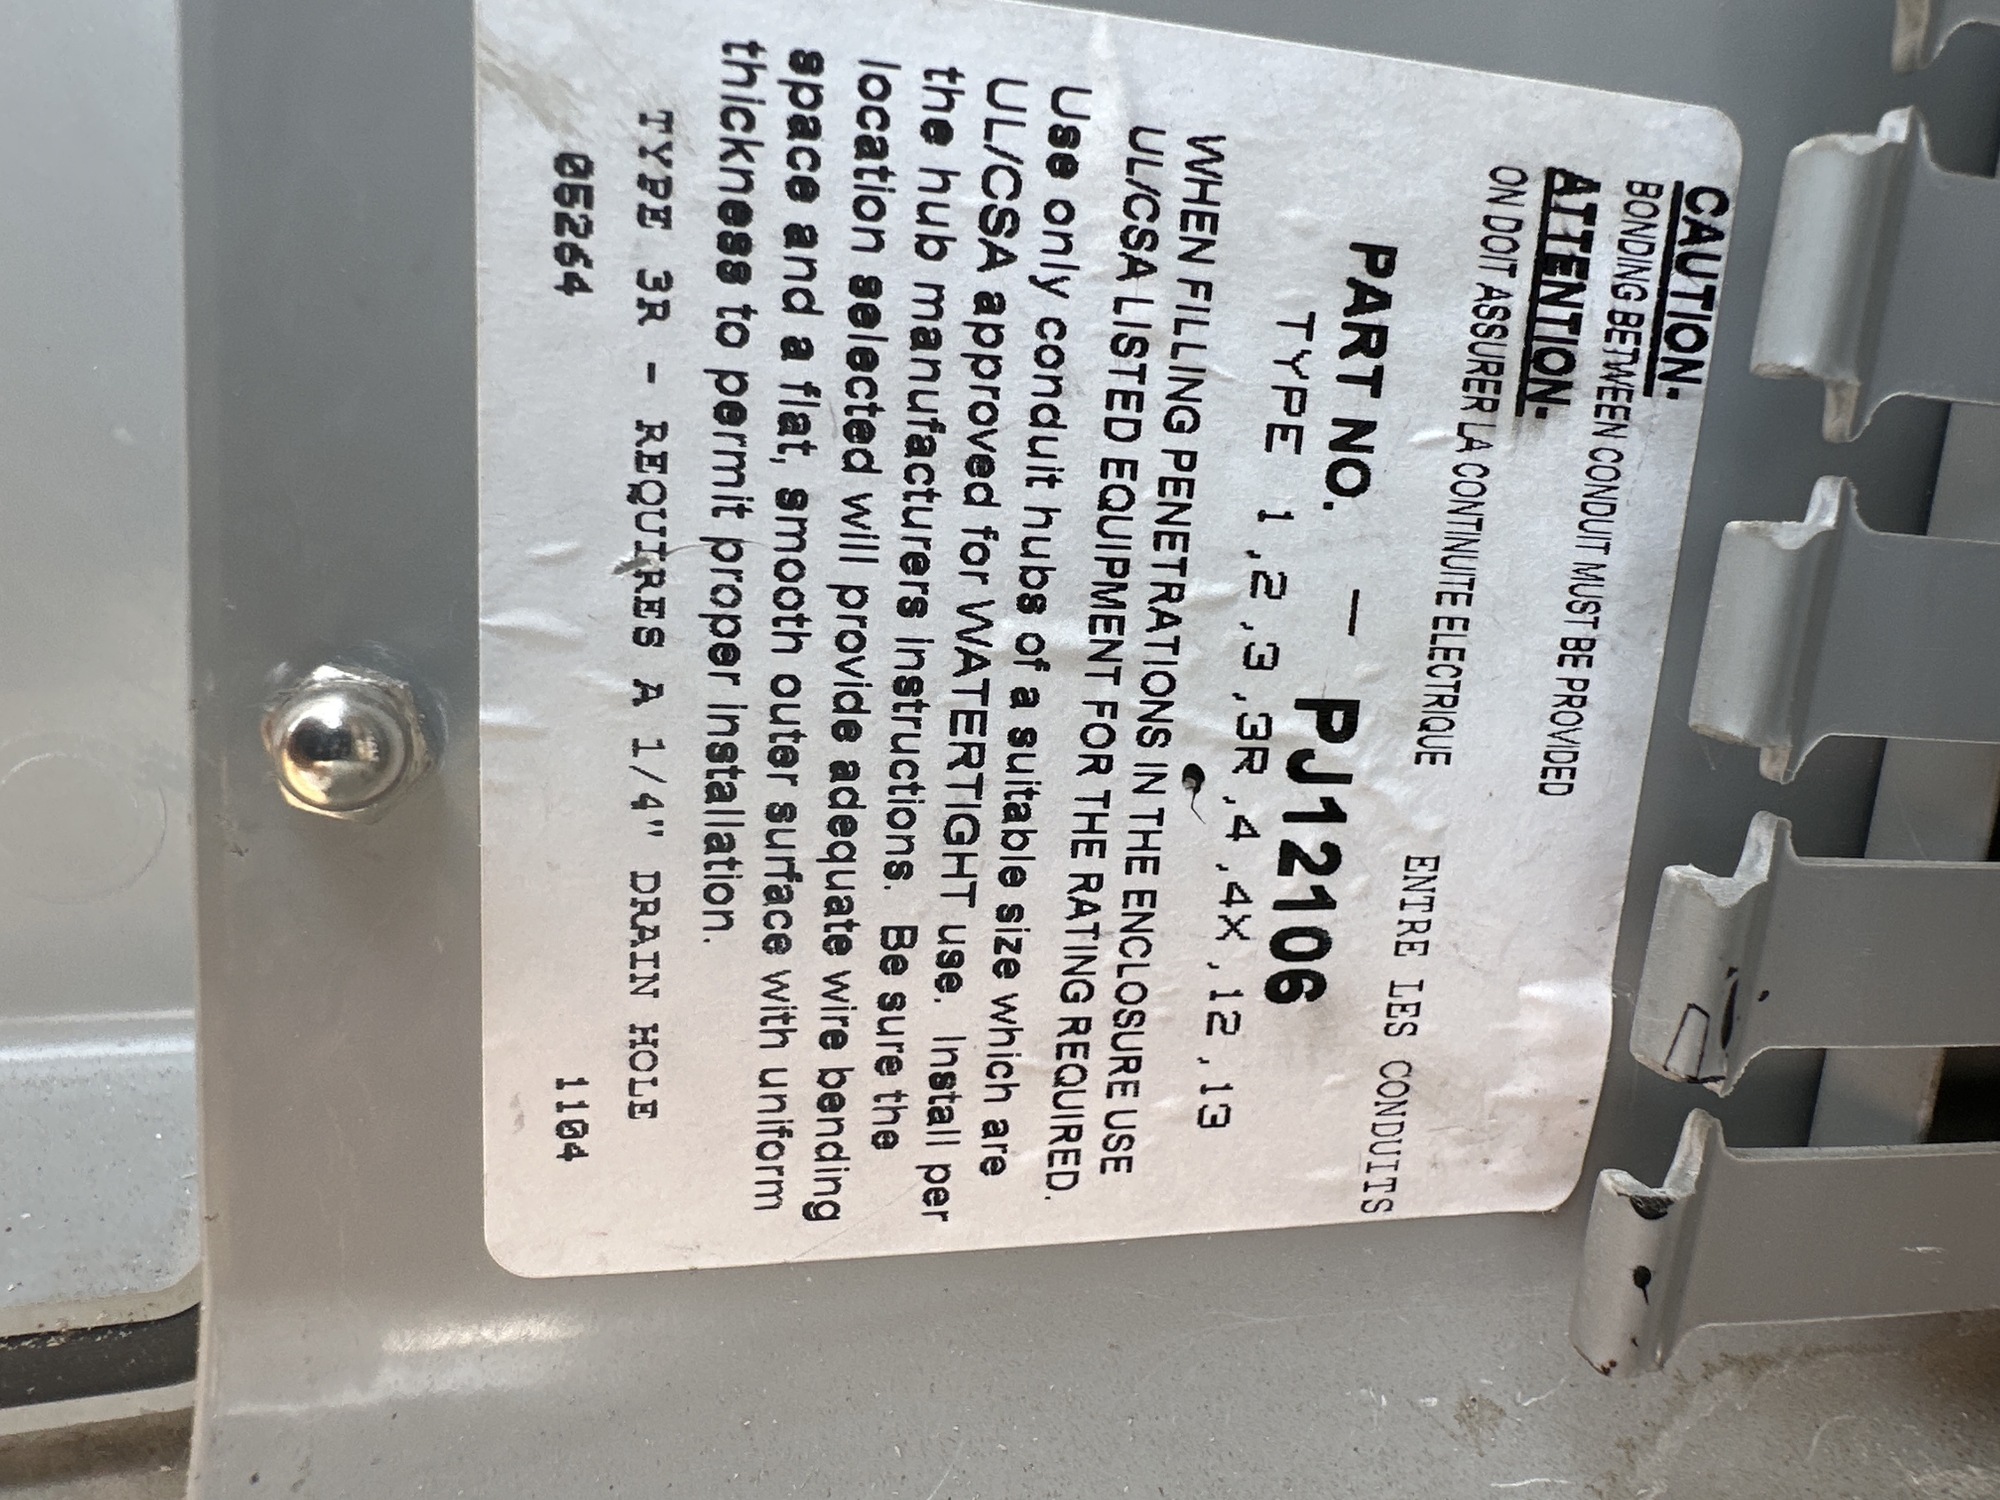 CAUTION-
BONDING BETWEEN CONDUIT MUST BE PROVIDED
ATTENTION-
ON DOIT ASSURER LA CONTINUITE ELECTRIQUE ENTRE LES CONDUITS
PART NO. — PJ12106
TYPE 1 ,2 ,3 ,3R ,4 ,4X ,12 ,13
WHEN FILLING PENETRATIONS IN THE ENCLOSURE USE
UL/CSA LISTED EQUIPMENT FOR THE RATING REQUIRED.
Use only conduit hubs of a suitable size which are
UL/CSA approved for WATERTIGHT use. Install per
the hub manufacturers instructions. Be sure the
location selected will provide adequate wire bending
space and a flat, smooth outer surface with uniform
thickness to permit proper installation.
TYPE 3R - REQUIRES A 1/4" DRAIN HOLE
05264 1104